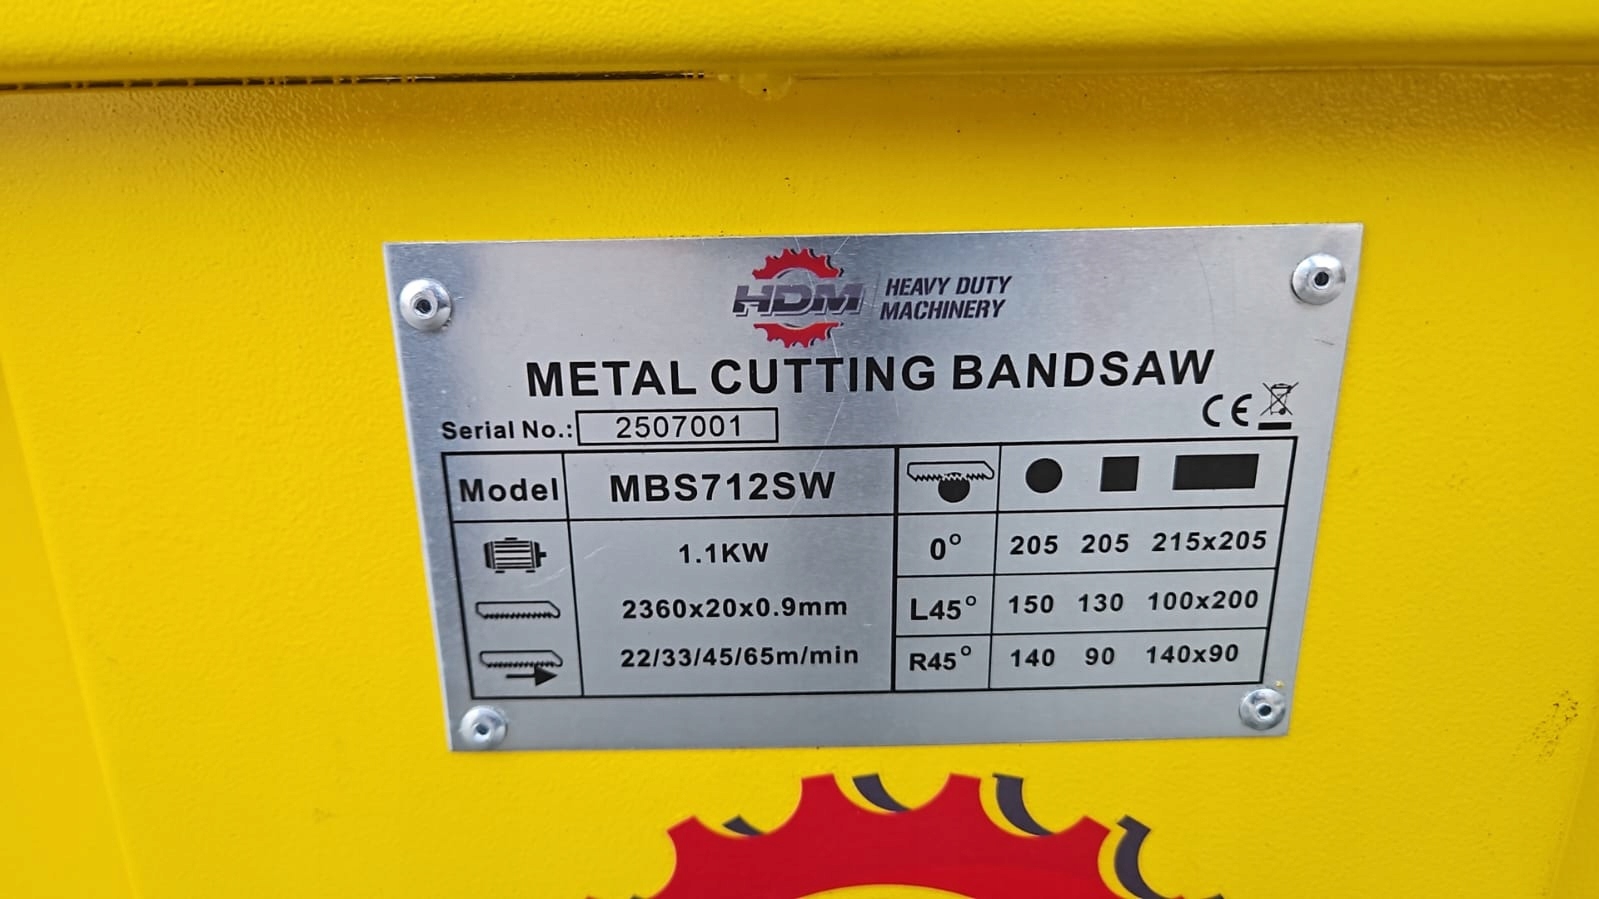 HDM HEAVY DUTY MACHINERY
METAL CUTTING BANDSAW
Serial No.: 2507001
CE
Model MBS712SW
1.1KW
2360x20x0.9mm
22/33/45/65m/min
0° 205 205 215x205
L45° 150 130 100x200
R45° 140 90 140x90